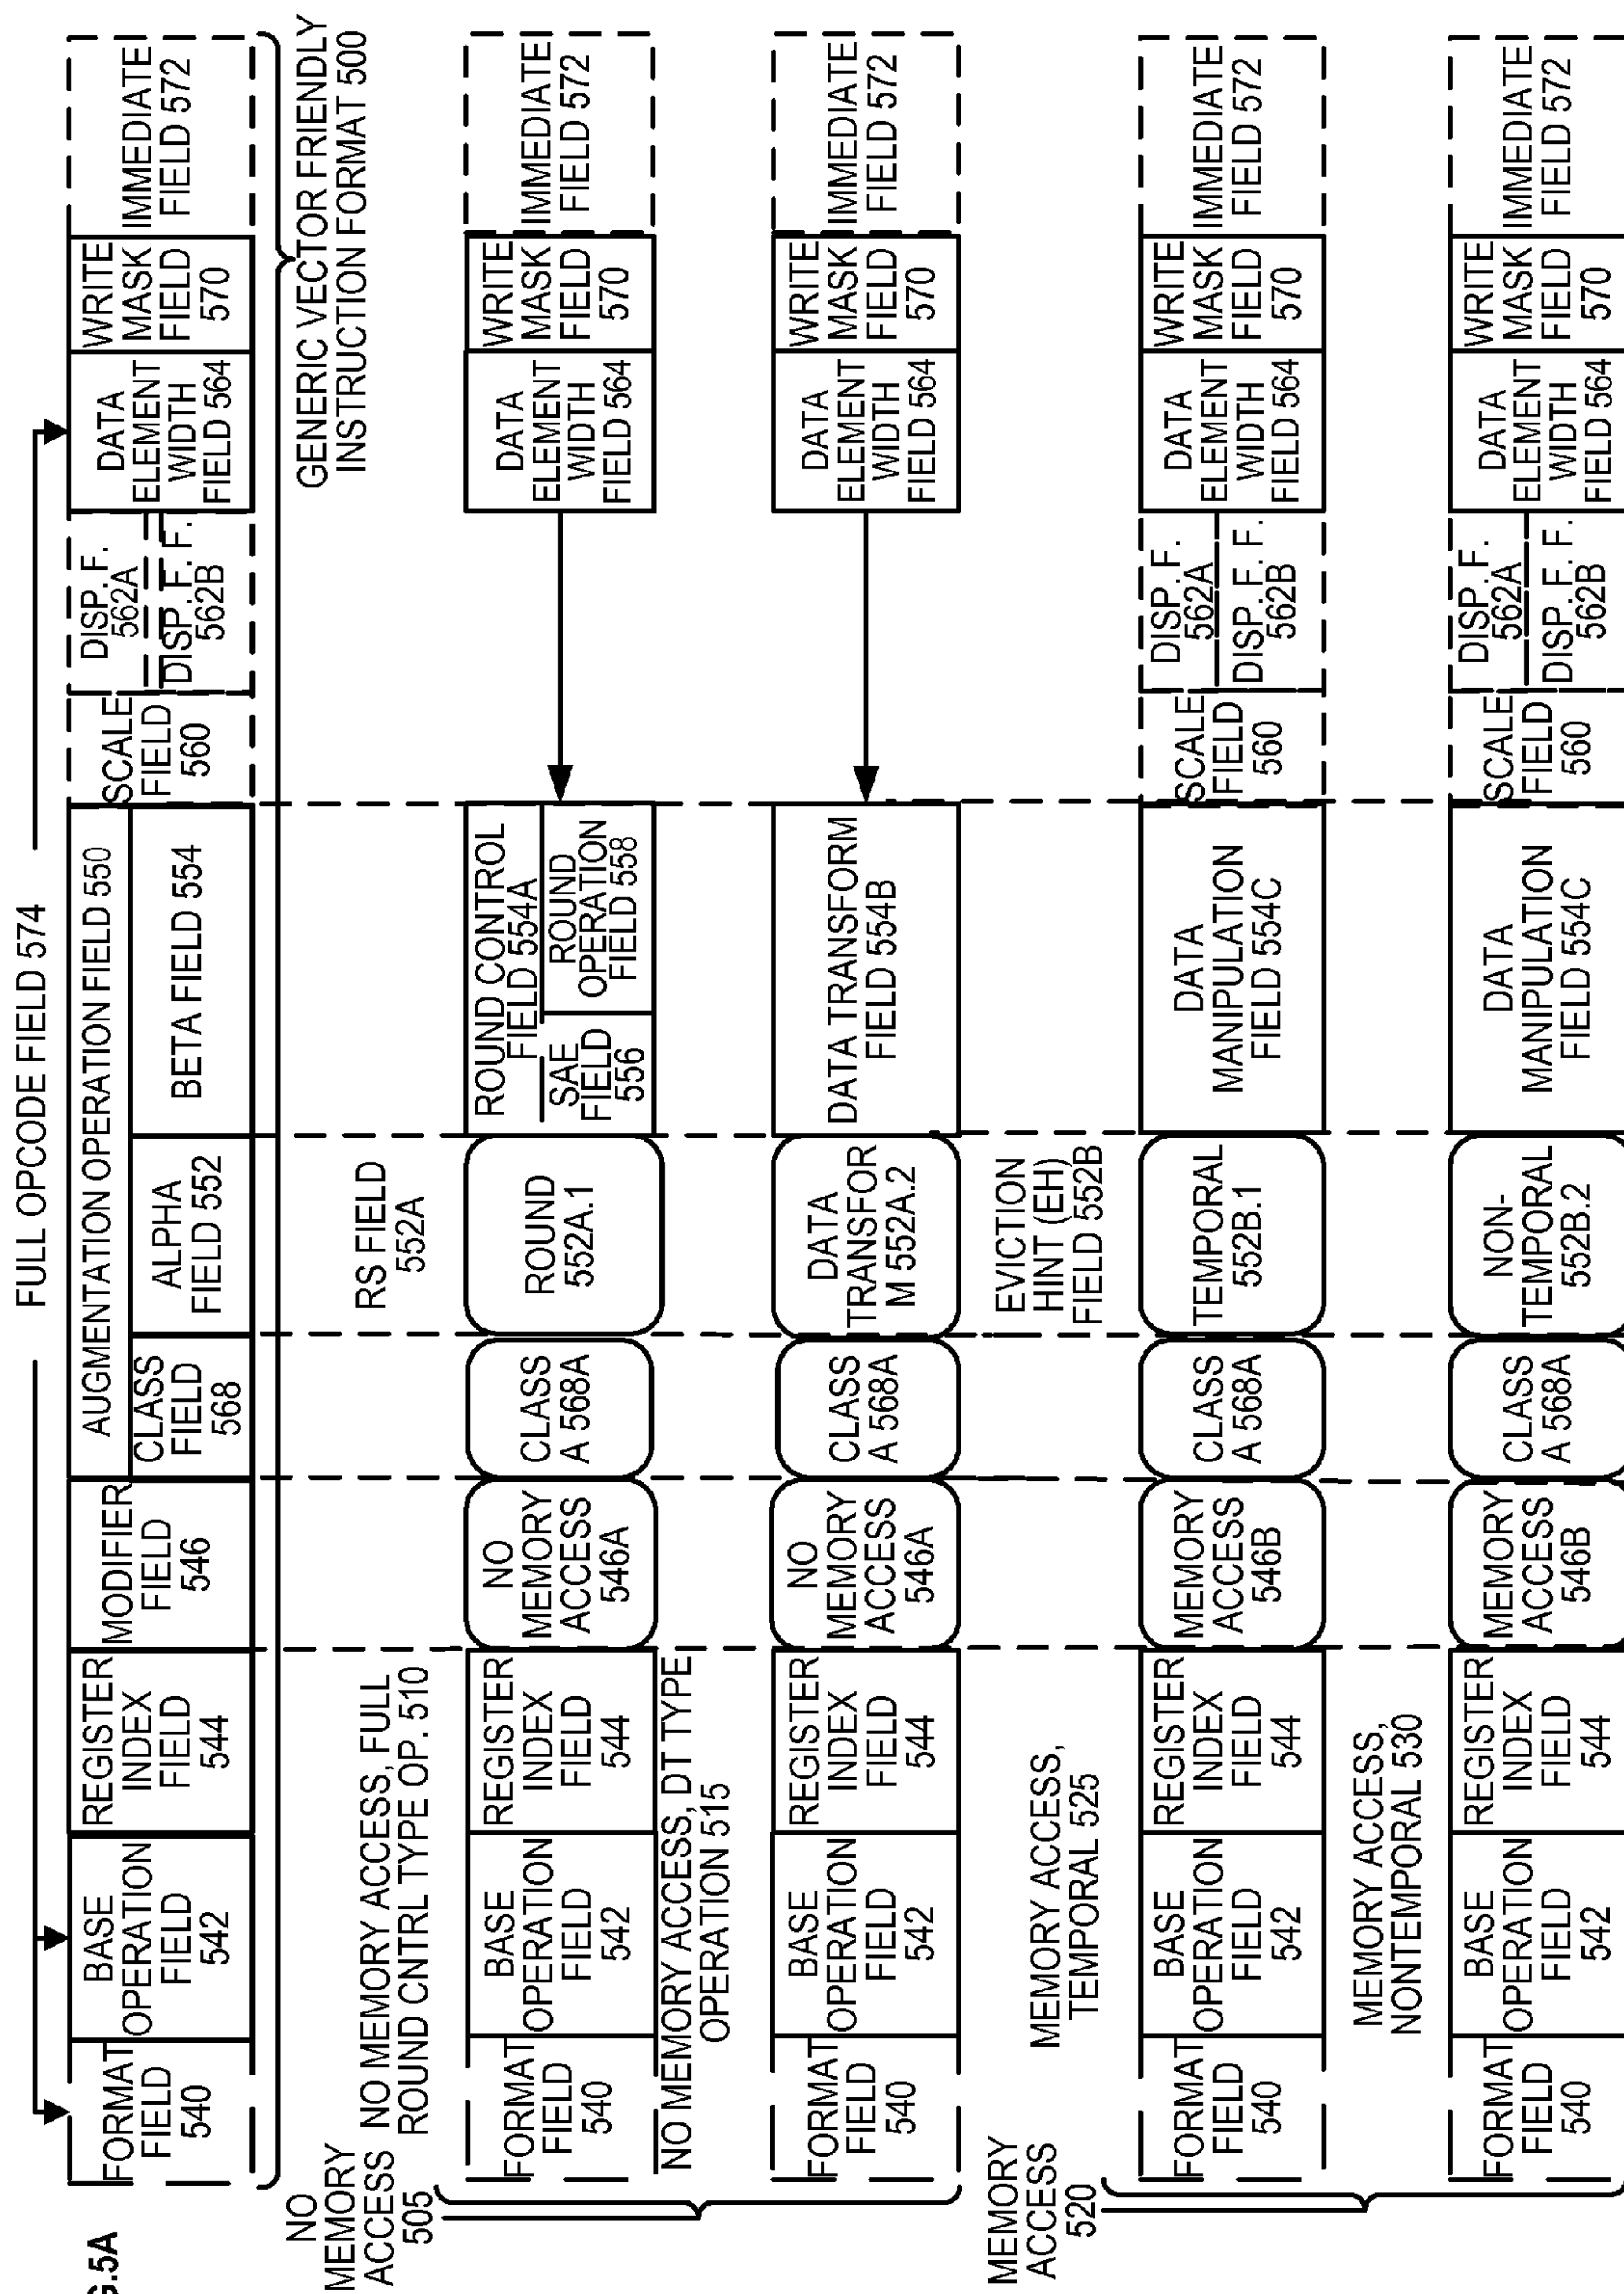 G.5A
FULL OPCODE FIELD 574
FORMAT
FIELD
540
BASE
OPERATION
FIELD
542
REGISTER
INDEX
FIELD
544
MODIFIER
FIELD
546
AUGMENTATION OPERATION FIELD 550
CLASS
FIELD
568
ALPHA
FIELD 552
BETA FIELD 554
SCALE
FIELD
560
DISP. F.
562A
DISP. F. F.
562B
DATA
ELEMENT
WIDTH
FIELD 564
WRITE
MASK
FIELD
570
IMMEDIATE
FIELD 572
GENERIC VECTOR FRIENDLY
INSTRUCTION FORMAT 500
NO
MEMORY
ACCESS
505
NO MEMORY ACCESS, FULL
ROUND CNTRL TYPE OP. 510
RS FIELD
552A
FORMAT
FIELD
540
BASE
OPERATION
FIELD
542
REGISTER
INDEX
FIELD
544
NO
MEMORY
ACCESS
546A
CLASS
A 568A
ROUND
552A.1
ROUND CONTROL
FIELD 554A
SAE
FIELD
556
ROUND
OPERATION
FIELD 558
DATA
ELEMENT
WIDTH
FIELD 564
WRITE
MASK
FIELD
570
IMMEDIATE
FIELD 572
NO MEMORY ACCESS, DT TYPE
OPERATION 515
FORMAT
FIELD
540
BASE
OPERATION
FIELD
542
REGISTER
INDEX
FIELD
544
NO
MEMORY
ACCESS
546A
CLASS
A 568A
DATA
TRANSFOR
M 552A.2
DATA TRANSFORM
FIELD 554B
DATA
ELEMENT
WIDTH
FIELD 564
WRITE
MASK
FIELD
570
IMMEDIATE
FIELD 572
MEMORY
ACCESS
520
MEMORY ACCESS,
TEMPORAL 525
EVICTION
HINT (EH)
FIELD 552B
FORMAT
FIELD
540
BASE
OPERATION
FIELD
542
REGISTER
INDEX
FIELD
544
MEMORY
ACCESS
546B
CLASS
A 568A
TEMPORAL
552B.1
DATA
MANIPULATION
FIELD 554C
SCALE
FIELD
560
DISP. F.
562A
DISP. F. F.
562B
DATA
ELEMENT
WIDTH
FIELD 564
WRITE
MASK
FIELD
570
IMMEDIATE
FIELD 572
MEMORY ACCESS,
NONTEMPORAL 530
FORMAT
FIELD
540
BASE
OPERATION
FIELD
542
REGISTER
INDEX
FIELD
544
MEMORY
ACCESS
546B
CLASS
A 568A
NON-
TEMPORAL
552B.2
DATA
MANIPULATION
FIELD 554C
SCALE
FIELD
560
DISP. F.
562A
DISP. F. F.
562B
DATA
ELEMENT
WIDTH
FIELD 564
WRITE
MASK
FIELD
570
IMMEDIATE
FIELD 572